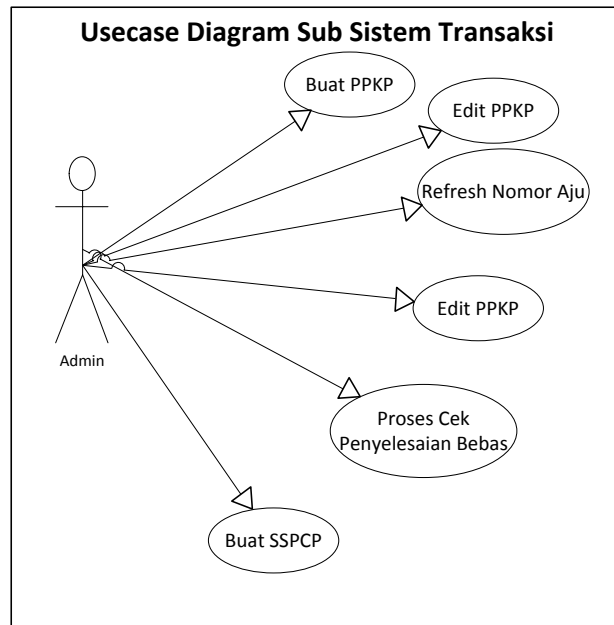 Usecase Diagram Sub Sistem Transaksi
Buat PPKP
Edit PPKP
Refresh Nomor Aju
Edit PPKP
Admin
Proses Cek
Penyelesaian Bebas
Buat SSPCP